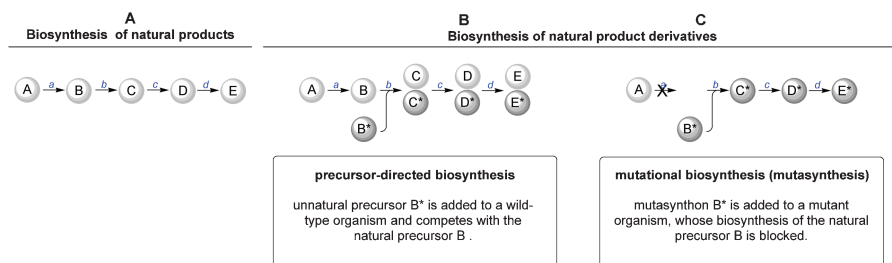 A
Biosynthesis of natural products
B
C
Biosynthesis of natural product derivatives
A a B b C c D d E
A a B b C c D d E
C* D* E*
B*
A a X b C* c D* d E*
B*
precursor-directed biosynthesis
unnatural precursor B* is added to a wild-
type organism and competes with the
natural precursor B .
mutational biosynthesis (mutasynthesis)
mutasynthon B* is added to a mutant
organism, whose biosynthesis of the natural
precursor B is blocked.